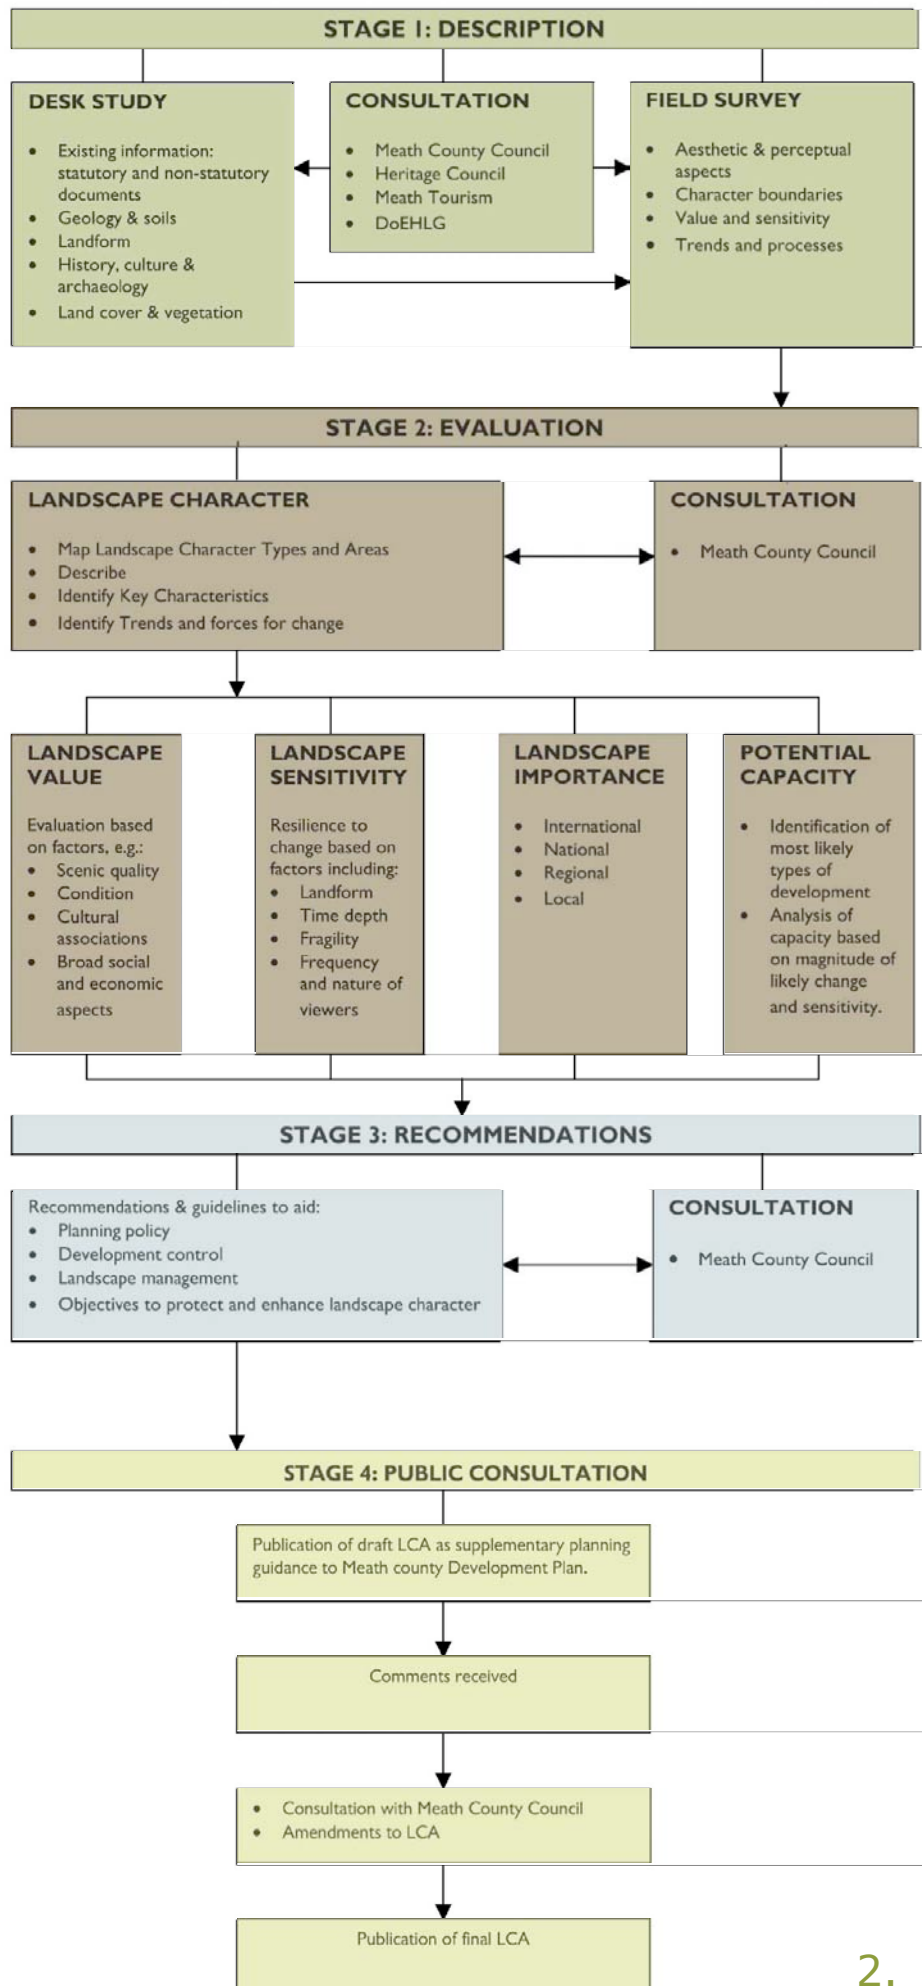 STAGE 1: DESCRIPTION
DESK STUDY
• Existing information:
statutory and non-statutory
documents
• Geology & soils
• Landform
• History, culture &
archaeology
• Land cover & vegetation
CONSULTATION
• Meath County Council
• Heritage Council
• Meath Tourism
• DoEHLG
FIELD SURVEY
• Aesthetic & perceptual
aspects
• Character boundaries
• Value and sensitivity
• Trends and processes
STAGE 2: EVALUATION
LANDSCAPE CHARACTER
• Map Landscape Character Types and Areas
• Describe
• Identify Key Characteristics
• Identify Trends and forces for change
CONSULTATION
• Meath County Council
LANDSCAPE
VALUE
Evaluation based
on factors, e.g.:
• Scenic quality
• Condition
• Cultural
associations
• Broad social
and economic
aspects
LANDSCAPE
SENSITIVITY
Resilience to
change based on
factors including:
• Landform
• Time depth
• Fragility
• Frequency
and nature of
viewers
LANDSCAPE
IMPORTANCE
• International
• National
• Regional
• Local
POTENTIAL
CAPACITY
• Identification of
most likely
types of
development
• Analysis of
capacity based
on magnitude of
likely change
and sensitivity.
STAGE 3: RECOMMENDATIONS
Recommendations & guidelines to aid:
• Planning policy
• Development control
• Landscape management
• Objectives to protect and enhance landscape character
CONSULTATION
• Meath County Council
STAGE 4: PUBLIC CONSULTATION
Publication of draft LCA as supplementary planning
guidance to Meath county Development Plan.
Comments received
• Consultation with Meath County Council
• Amendments to LCA
Publication of final LCA
2.